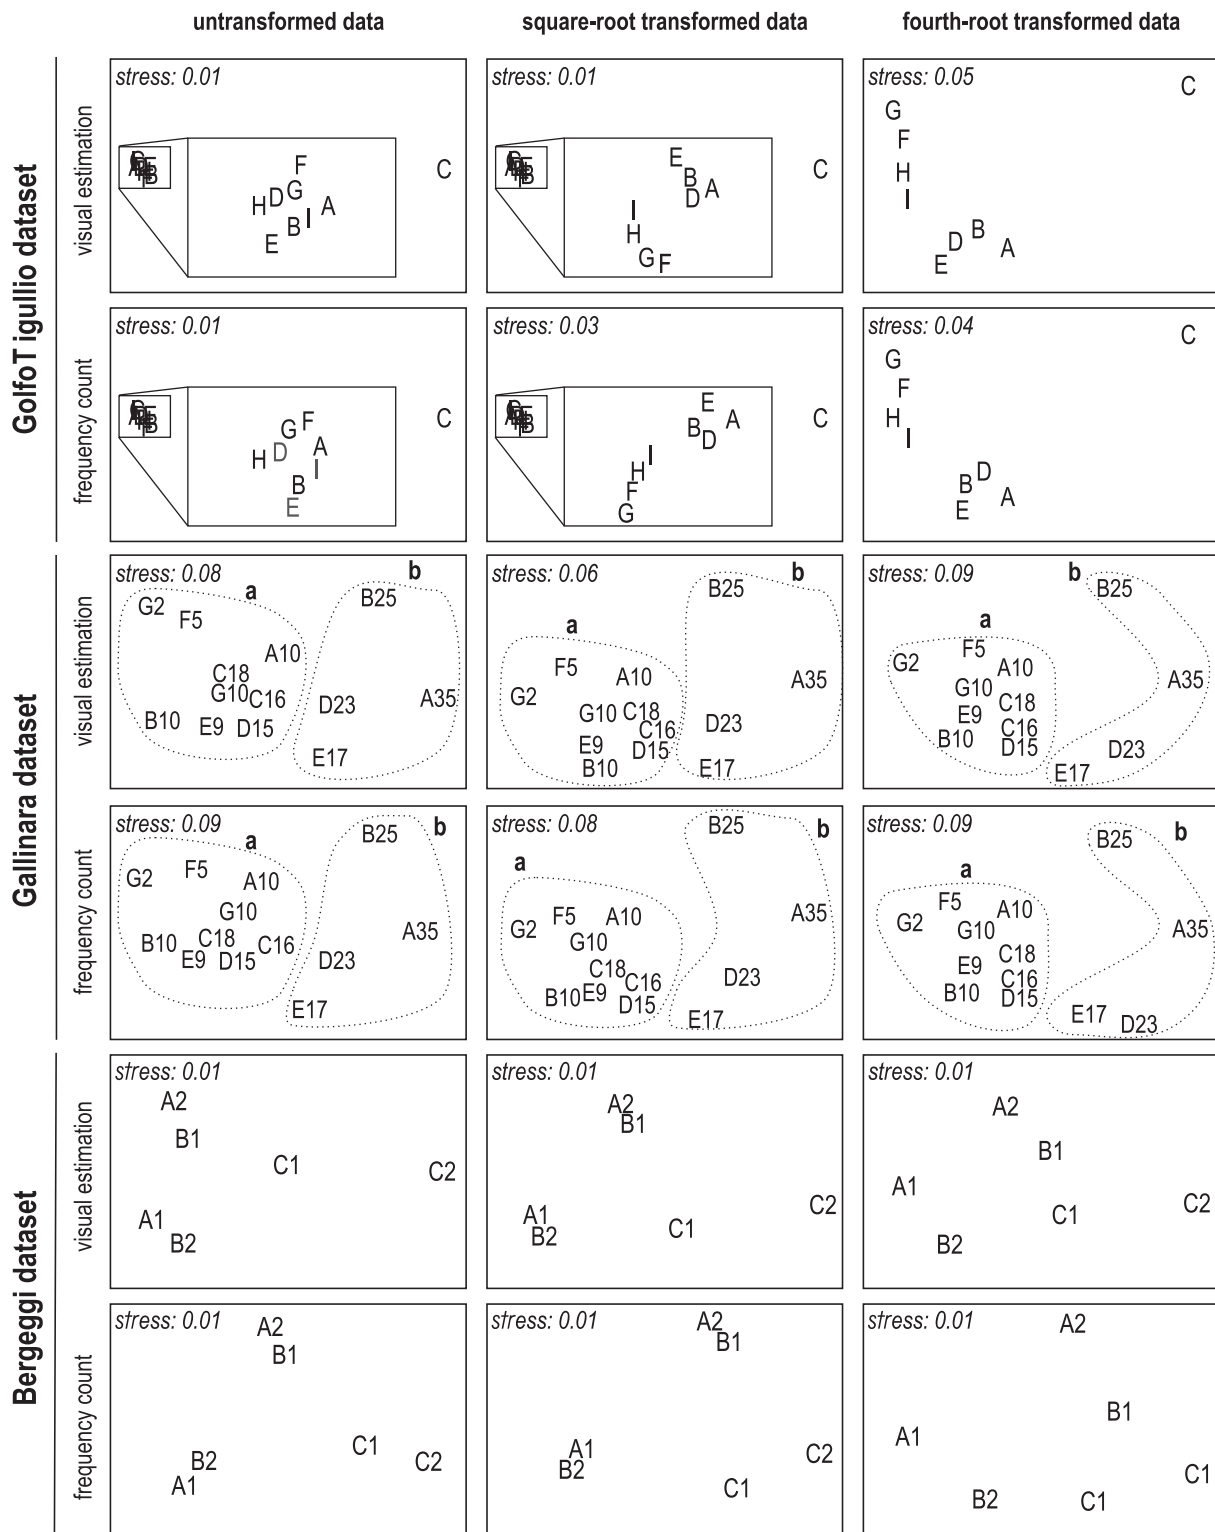 untransformed data
square-root transformed data
fourth-root transformed data
GolfoT igullio dataset
visual estimation
stress: 0.01
F
G
H D
A
I
B
E
C
stress: 0.01
E
B
D A
I
H
G F
C
stress: 0.05
C
G
F
H
I
B
D
A
E
frequency count
stress: 0.01
F
G
A
D
H
I
B
E
C
stress: 0.03
E
A
B
D
I
H
F
G
C
stress: 0.04
C
G
F
H
I
D
B
A
E
Gallinara dataset
visual estimation
stress: 0.08
a
b
G2
F5
B25
A10
C18
G10 C16
A35
D23
B10 E9 D15
E17
stress: 0.06
a
b
B25
F5
A10
G2
A35
G10 C18
C16
D23
E9 D15
B10
E17
stress: 0.09
b
a
B25
F5
G2
A10
G10
A35
C18
E9
C16
B10 D15
D23
E17
frequency count
stress: 0.09
a
b
B25
G2
F5
A10
G10
A35
B10 C18 C16
E9 D15
D23
E17
stress: 0.08
a
b
B25
F5 A10
G2
A35
G10
C18
C16
D23
B10 E9
D15
E17
stress: 0.09
a
b
B25
F5
A10
G2
G10
A35
C18
E9
C16
B10 D15
E17
D23
Bergeggi dataset
visual estimation
stress: 0.01
A2
B1
C1
C2
A1
B2
stress: 0.01
A2
B1
C2
A1
C1
B2
stress: 0.01
A2
B1
A1
C2
C1
B2
frequency count
stress: 0.01
A2
B1
C1
B2
C2
A1
stress: 0.01
A2
B1
A1
C2
B2
C1
stress: 0.01
A2
B1
A1
C2
B2
C1